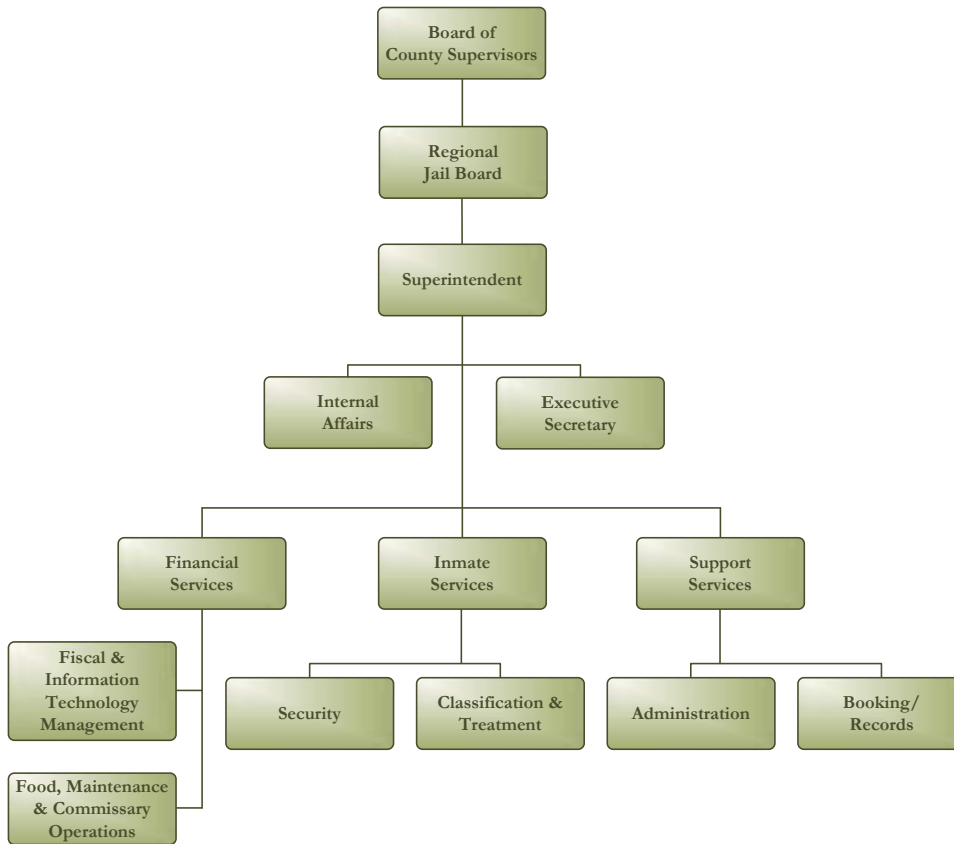 Board of
County Supervisors
Regional
Jail Board
Superintendent
Internal
Affairs
Executive
Secretary
Financial
Services
Inmate
Services
Support
Services
Fiscal &
Information
Technology
Management
Security
Classification &
Treatment
Administration
Booking/
Records
Food, Maintenance
& Commissary
Operations